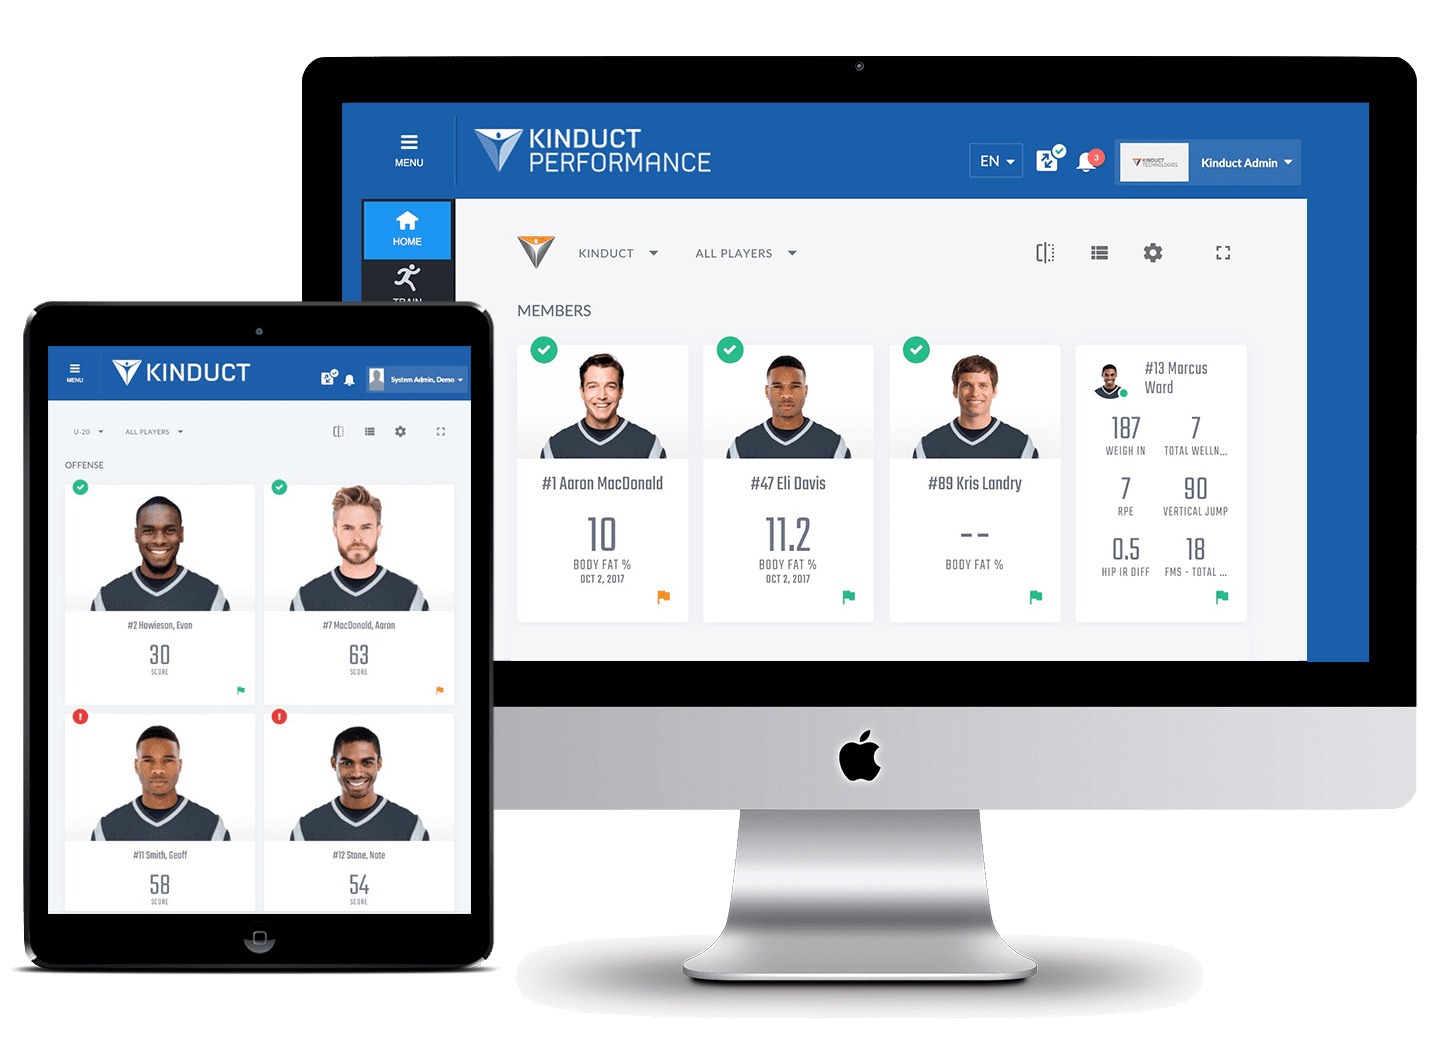 MENU
KINDUCT
PERFORMANCE
EN
3
KINDUCT
TECHNOLOGIES
Kinduct Admin
HOME
TRAIN
KINDUCT
ALL PLAYERS
MEMBERS
#1 Aaron MacDonald
10
BODY FAT %
OCT 2, 2017
#47 Eli Davis
11.2
BODY FAT %
OCT 2, 2017
#89 Kris Landry
--
BODY FAT %
#13 Marcus
Ward
187
WEIGH IN
7
TOTAL WELLN...
7
RPE
90
VERTICAL JUMP
0.5
HIP IR DIFF
18
FMS - TOTAL ...
MENU
KINDUCT
System Admin, Demo
U-20
ALL PLAYERS
OFFENSE
#2 Howieson, Evan
30
SCORE
#7 MacDonald, Aaron
63
SCORE
#11 Smith, Geoff
58
SCORE
#12 Stone, Nate
54
SCORE